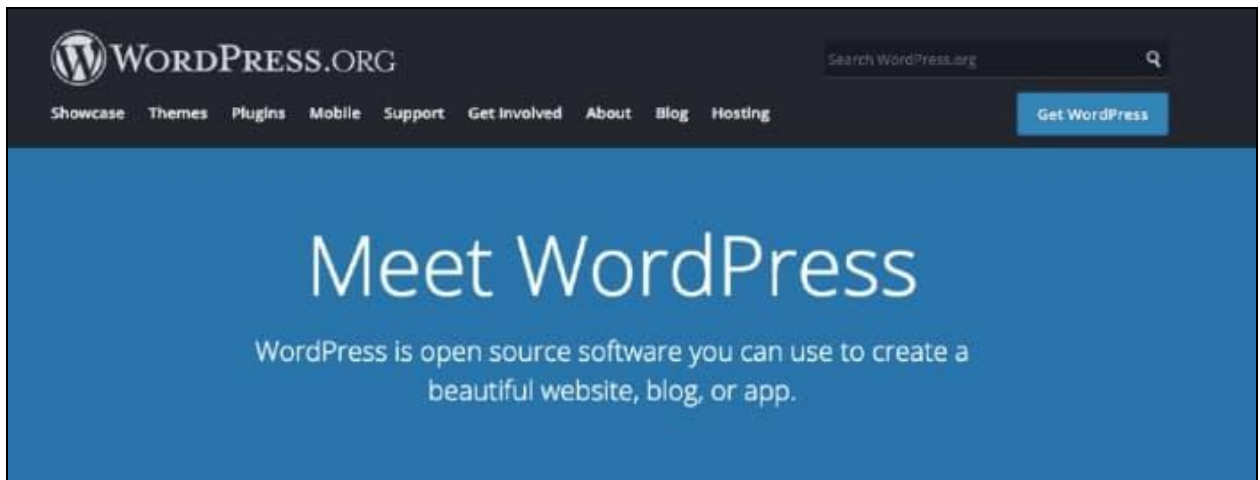 WORDPRESS.ORG
Search WordPress.org
Showcase Themes Plugins Mobile Support Get Involved About Blog Hosting
Get WordPress
Meet WordPress
WordPress is open source software you can use to create a
beautiful website, blog, or app.